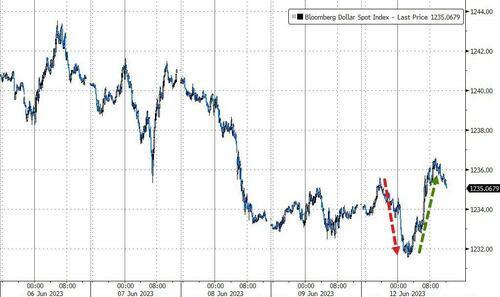 Bloomberg Dollar Spot Index - Last Price 1235.0679
1244.00
1242.00
1240.00
1238.00
1236.00
1235.0679
1234.00
1232.00
00:00 08:00 00:00 08:00 00:00 08:00 00:00 08:00 00:00 08:00
06 Jun 2023 07 Jun 2023 08 Jun 2023 09 Jun 2023 12 Jun 2023